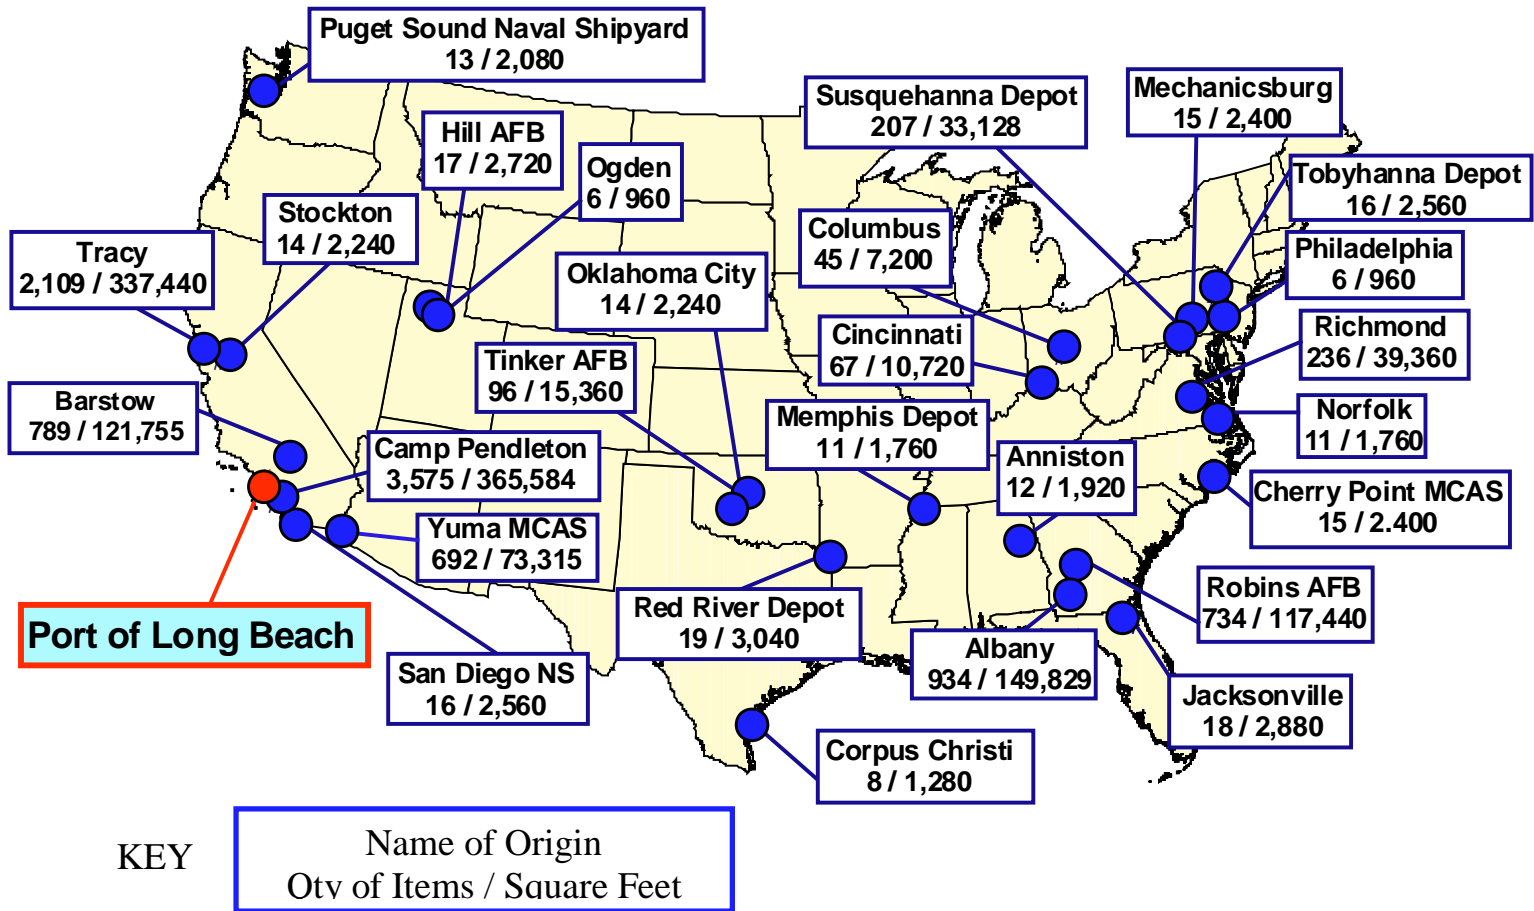 Puget Sound Naval Shipyard
13 / 2,080
Susquehanna Depot
207 / 33,128
Mechanicsburg
15 / 2,400
Hill AFB
17 / 2,720
Ogden
6 / 960
Tobyhanna Depot
16 / 2,560
Stockton
14 / 2,240
Columbus
45 / 7,200
Tracy
2,109 / 337,440
Philadelphia
6 / 960
Oklahoma City
14 / 2,240
Cincinnati
67 / 10,720
Richmond
236 / 39,360
Tinker AFB
96 / 15,360
Barstow
789 / 121,755
Norfolk
11 / 1,760
Memphis Depot
11 / 1,760
Camp Pendleton
3,575 / 365,584
Anniston
12 / 1,920
Cherry Point MCAS
15 / 2.400
Yuma MCAS
692 / 73,315
Robins AFB
734 / 117,440
Red River Depot
19 / 3,040
Port of Long Beach
Albany
934 / 149,829
San Diego NS
16 / 2,560
Jacksonville
18 / 2,880
Corpus Christi
8 / 1,280
KEY
Name of Origin
Qty of Items / Square Feet